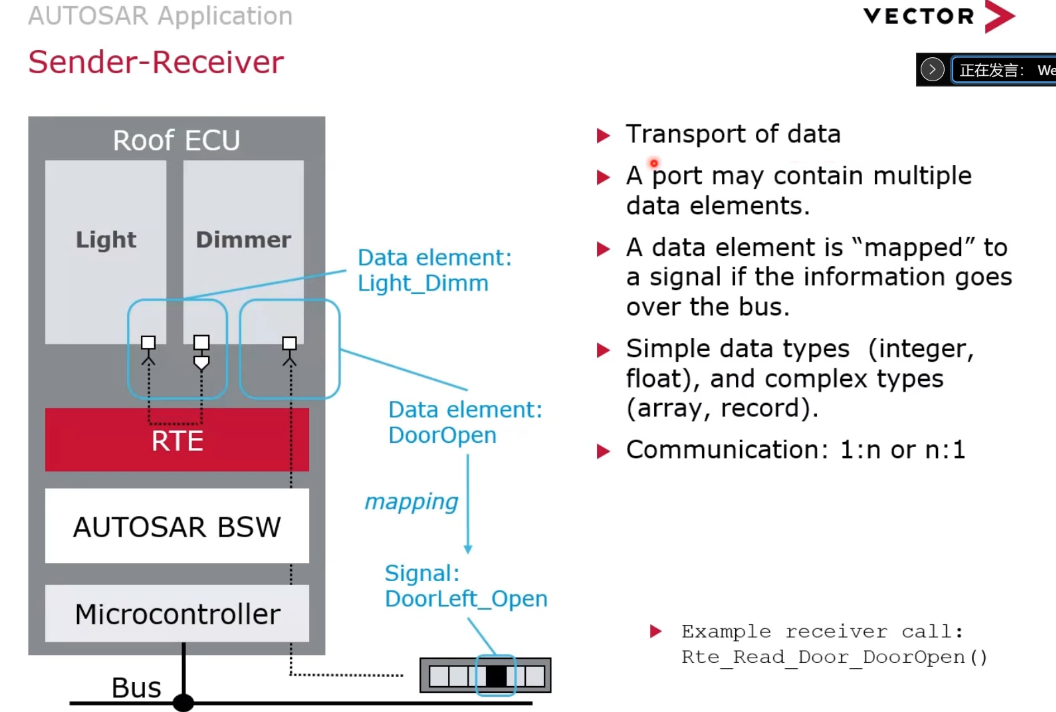 AUTOSAR Application
VECTOR
Sender-Receiver
正在发言： We
Roof ECU
Light
Dimmer
Data element:
Light_Dimm
Data element:
DoorOpen
RTE
mapping
AUTOSAR BSW
Signal:
DoorLeft_Open
Microcontroller
Bus
Transport of data
A port may contain multiple
data elements.
A data element is “mapped” to
a signal if the information goes
over the bus.
Simple data types (integer,
float), and complex types
(array, record).
Communication: 1:n or n:1
Example receiver call:
Rte_Read_Door_DoorOpen()